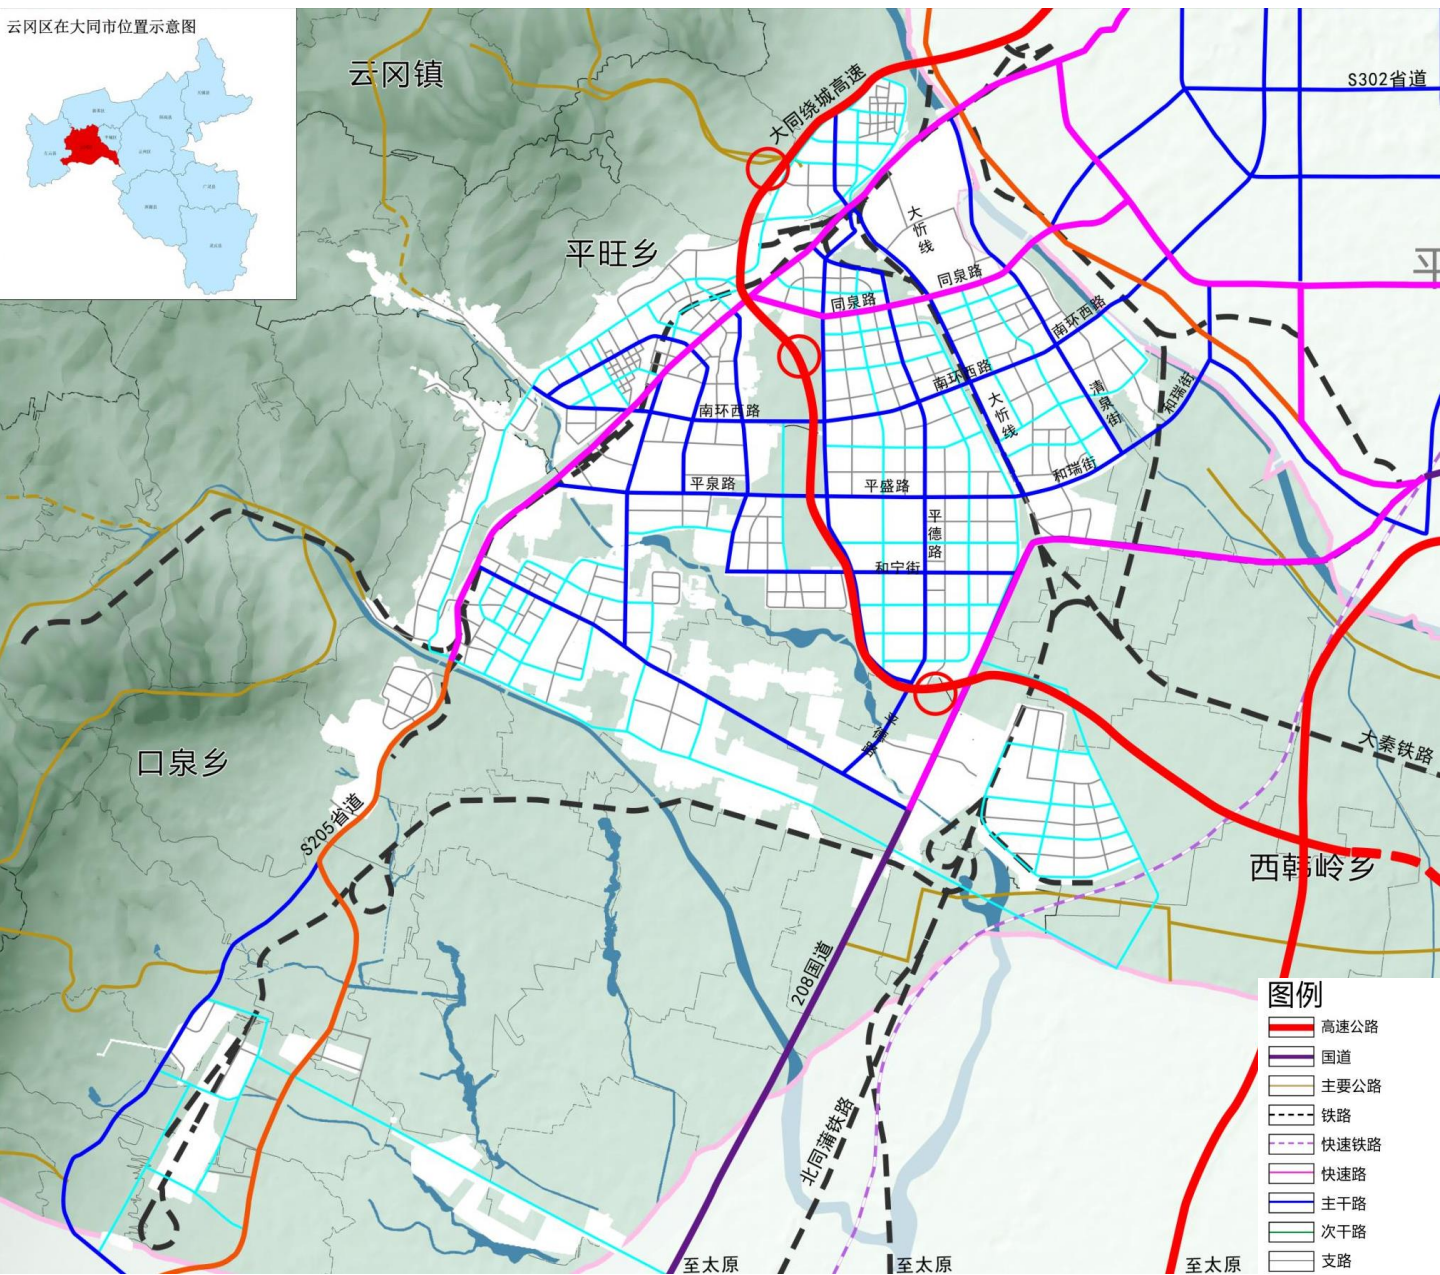 云冈区在大同市位置示意图
云冈镇
大同绕城高速
S302省道
平旺乡
大忻线
平
同泉路
同泉路
南环西路
南环西路
大忻线
清泉街
和瑞街
南环西路
和瑞街
平泉路
平盛路
平德路
和宁街
平德路
大秦铁路
口泉乡
S205省道
西韩岭乡
208国道
北同蒲铁路
至太原
至太原
至太原
图例
高速公路
国道
主要公路
铁路
快速铁路
快速路
主干路
次干路
支路